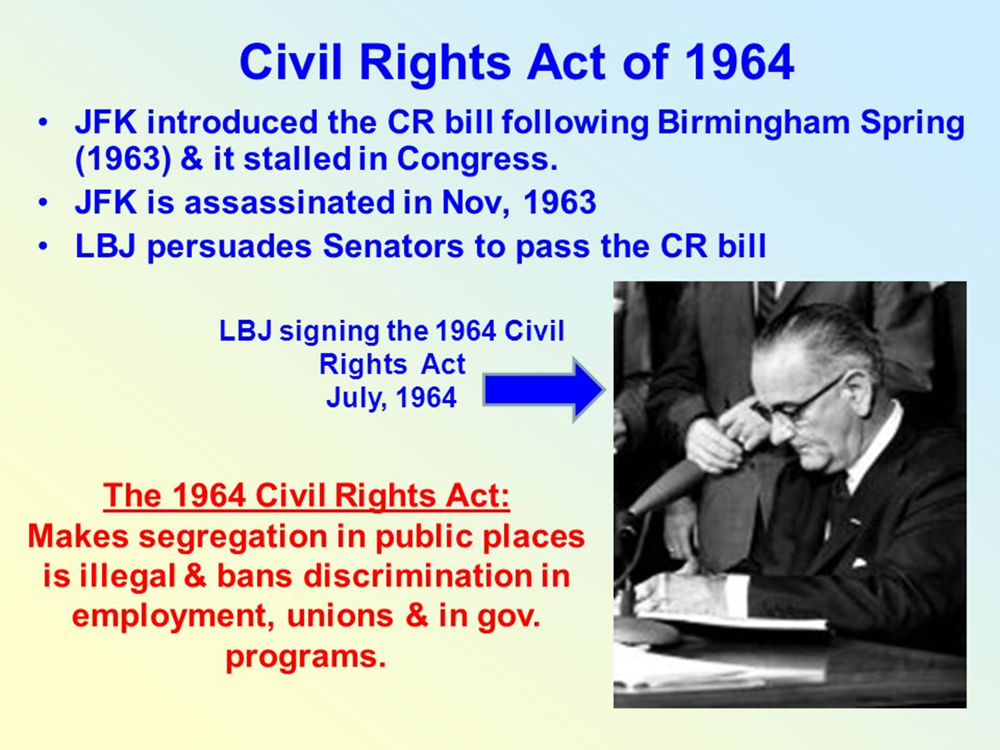 Civil Rights Act of 1964
• JFK introduced the CR bill following Birmingham Spring
(1963) & it stalled in Congress.
• JFK is assassinated in Nov, 1963
• LBJ persuades Senators to pass the CR bill
LBJ signing the 1964 Civil
Rights Act
July, 1964
The 1964 Civil Rights Act:
Makes segregation in public places
is illegal & bans discrimination in
employment, unions & in gov.
programs.